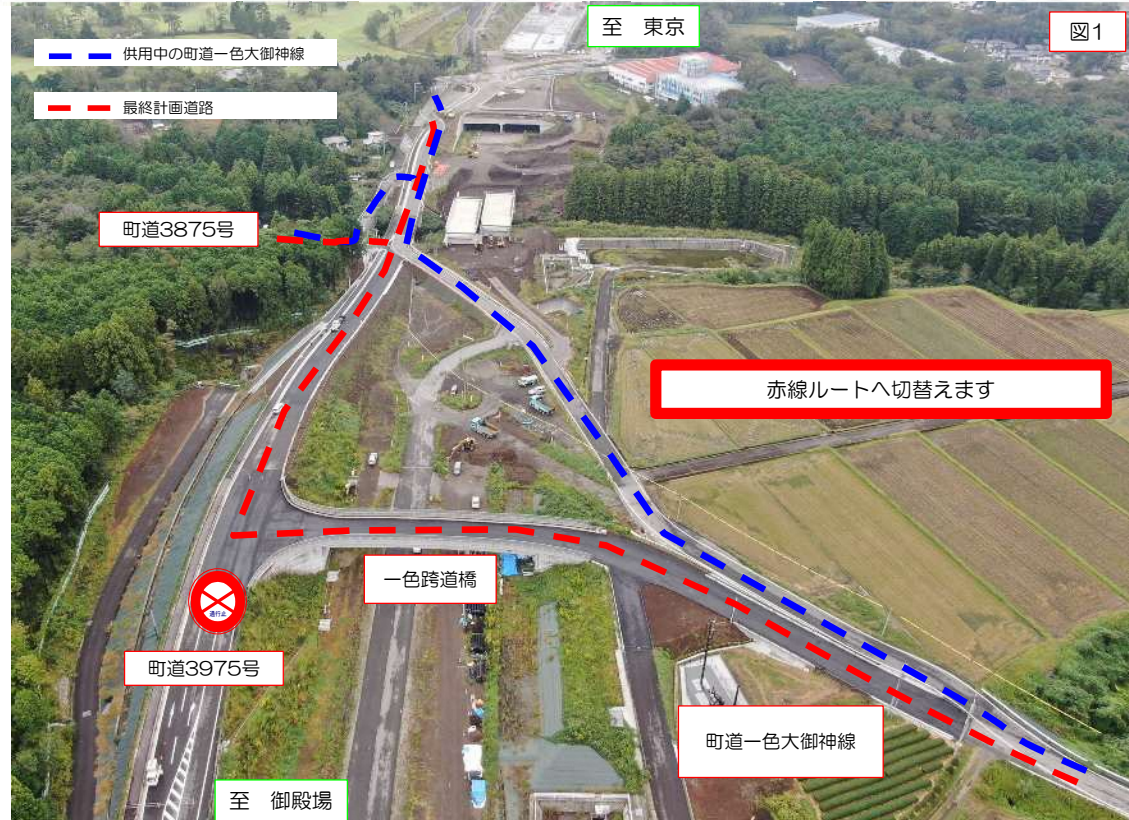 至 東京
図1
供用中の町道一色大御神線
最終計画道路
町道3875号
赤線ルートへ切替えます
一色跨道橋
通行止
町道3975号
町道一色大御神線
至 御殿場